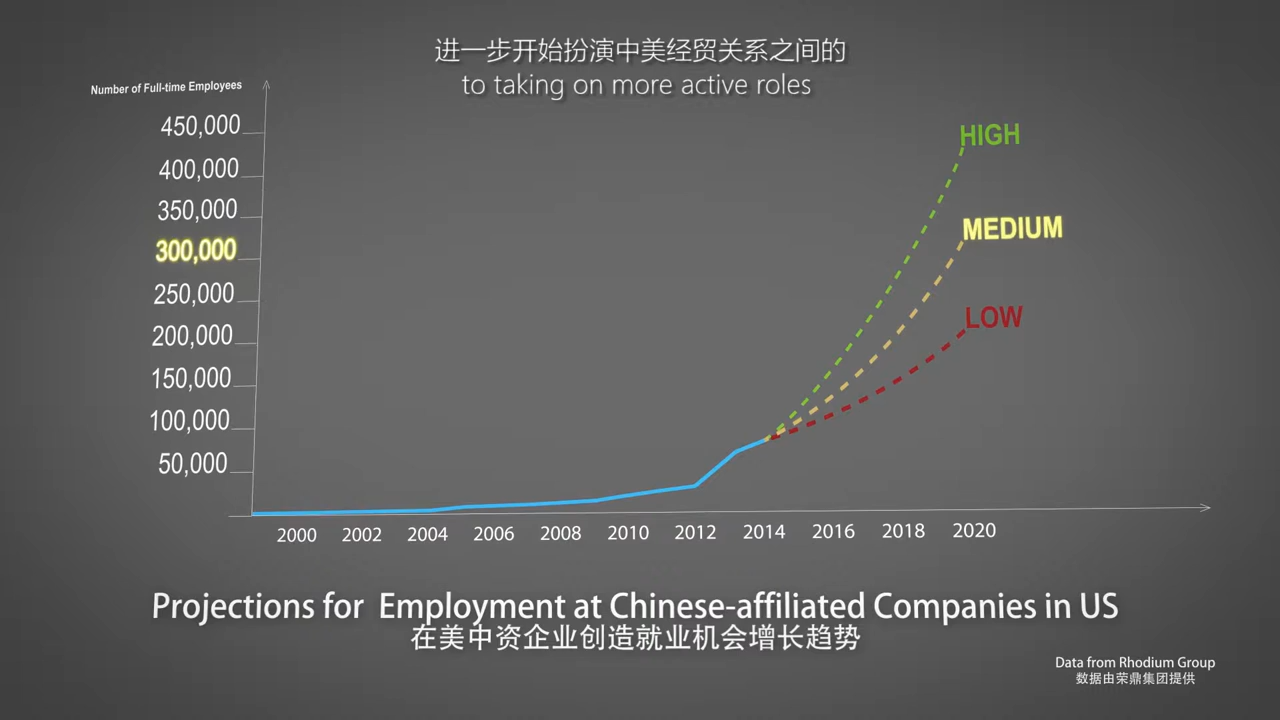 进一步开始扮演中美经贸关系之间的
to taking on more active roles
Number of Full-time Employees
450,000
400,000
350,000
300,000
250,000
200,000
150,000
100,000
50,000
HIGH
MEDIUM
LOW
2000 2002 2004 2006 2008 2010 2012 2014 2016 2018 2020
Projections for Employment at Chinese-affiliated Companies in US
在美中资企业创造就业机会增长趋势
Data from Rhodium Group
数据由荣鼎集团提供